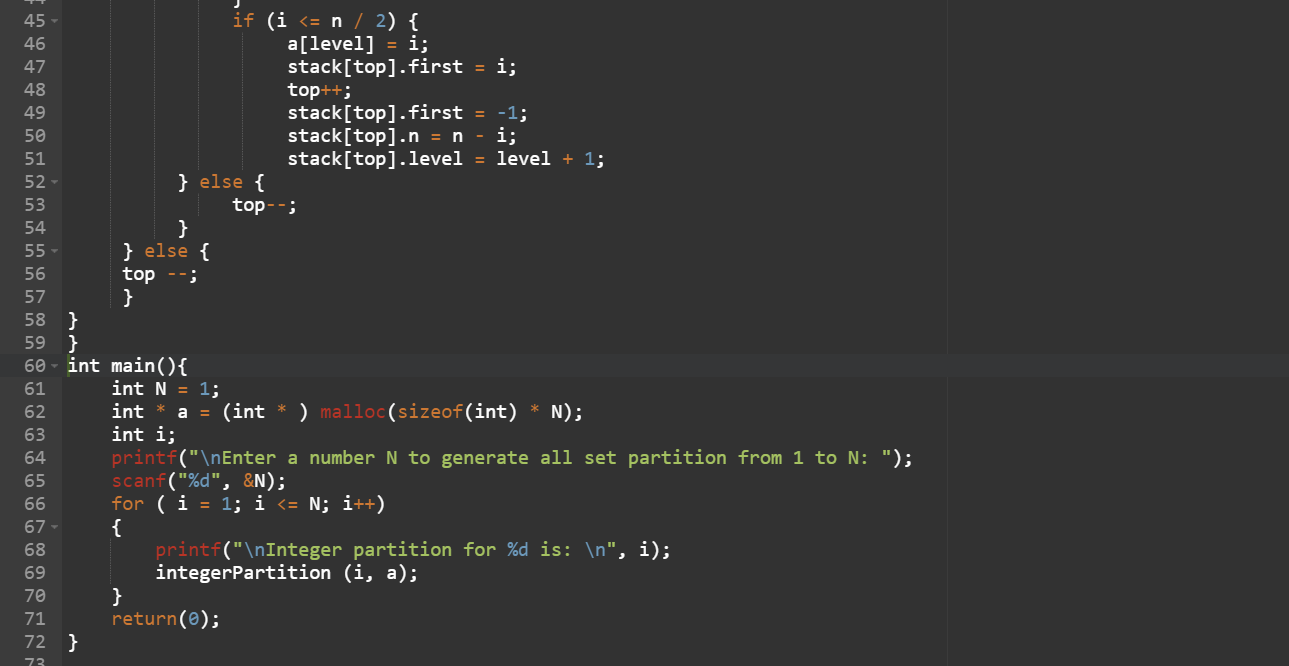 44 }
45 if (i <= n / 2) {
46 a[level] = i;
47 stack[top].first = i;
48 top++;
49 stack[top].first = -1;
50 stack[top].n = n - i;
51 stack[top].level = level + 1;
52 } else {
53 top--;
54 }
55 } else {
56 top --;
57 }
58 }
59 }
60 int main(){
61 int N = 1;
62 int * a = (int * ) malloc(sizeof(int) * N);
63 int i;
64 printf("\nEnter a number N to generate all set partition from 1 to N: ");
65 scanf("%d", &N);
66 for ( i = 1; i <= N; i++)
67 {
68 printf("\nInteger partition for %d is: \n", i);
69 integerPartition (i, a);
70 }
71 return(0);
72 }
73